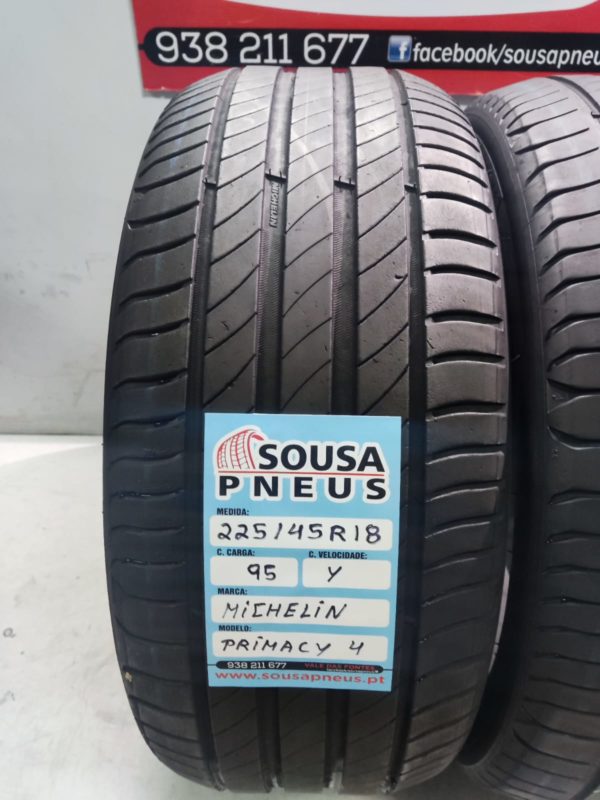 938 211 677 facebook/sousapneu
MICHELIN
SOUSA
PNEUS
MEDIDA:
225/45R18
C. CARGA: C. VELOCIDADE:
95 Y
MARCA:
MICHELIN
MODELO:
PRIMACY 4
938 211 677 VALE DAS FONTES
www.sousapneus.pt